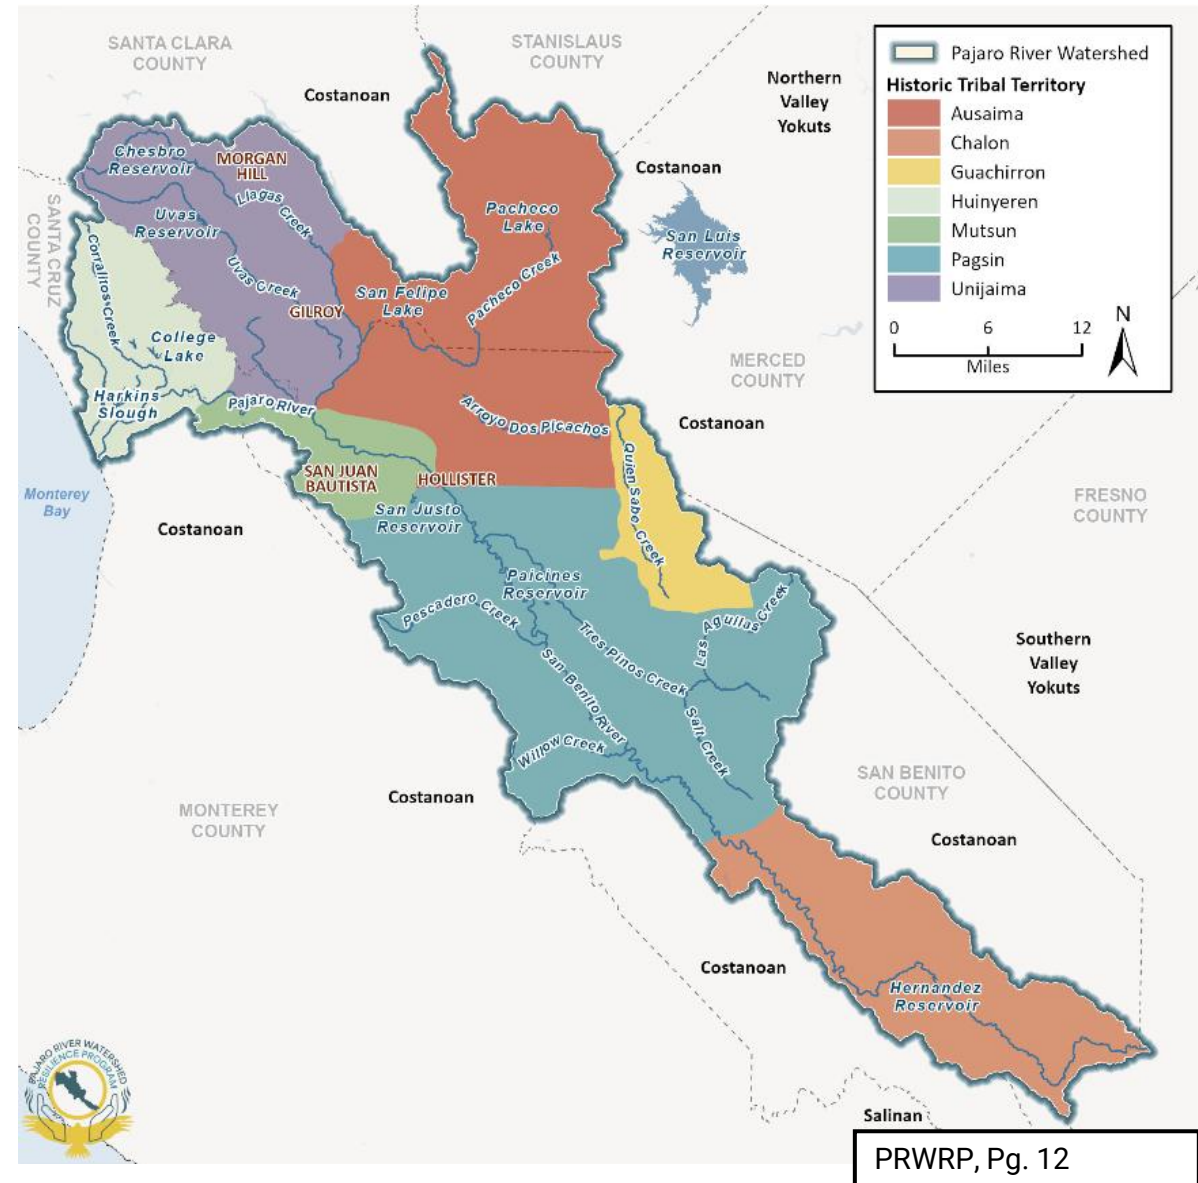 SANTA CLARA
COUNTY
STANISLAUS
COUNTY
Costanoan
Northern
Valley
Yokuts
Pajaro River Watershed
Historic Tribal Territory
Ausaima
Chalon
Guachirron
Huinyeren
Mutsun
Pagsin
Unijaima
0
6
12
Miles
N
Chesbro
Reservoir
MORGAN
HILL
Llagas Creek
Uvas
Reservoir
Uvas Creek
GILROY
SANTA CRUZ
COUNTY
Corralitos Creek
College
Lake
Harkins
Slough
Pajaro River
San Felipe
Lake
Pacheco
Lake
Pacheco Creek
Costanoan
San Luis
Reservoir
MERCED
COUNTY
Arroyo Dos Picachos
Costanoan
Quien Sabe Creek
SAN JUAN
BAUTISTA
HOLLISTER
San Justo
Reservoir
Monterey
Bay
Costanoan
FRESNO
COUNTY
Paicines
Reservoir
Pescadero Creek
Tres Pinos Creek
Las Aguilas Creek
San Benito River
Salt Creek
Willow Creek
Southern
Valley
Yokuts
SAN BENITO
COUNTY
Costanoan
MONTEREY
COUNTY
Costanoan
Costanoan
Hernandez
Reservoir
Salinan
PAJARO RIVER WATERSHED
RESILIENCE PROGRAM
PRWRP, Pg. 12